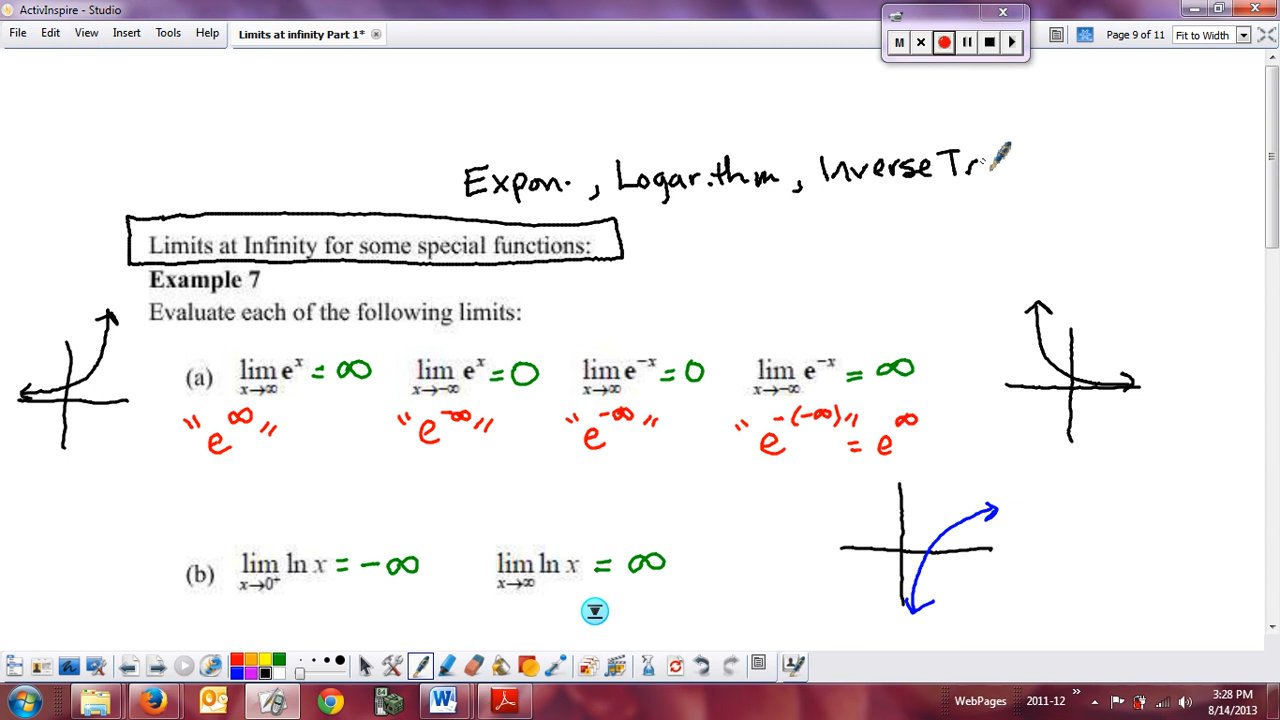 ActivInspire - Studio
File Edit View Insert Tools Help
Limits at infinity Part 1*
M
Page 9 of 11
Fit to Width
Expon. , Logarithm , Inverse Tr
Limits at Infinity for some special functions:
Example 7
Evaluate each of the following limits:
(a) lim x→∞ e^x = ∞ lim x→-∞ e^x = 0 lim x→∞ e^-x = 0 lim x→-∞ e^-x = ∞
"e^∞" "e^-∞" "e^-∞" "e^-(-∞)" = e^∞
(b) lim x→0⁺ ln x = -∞ lim x→∞ ln x = ∞
WebPages 2011-12 » 3:28 PM
8/14/2013